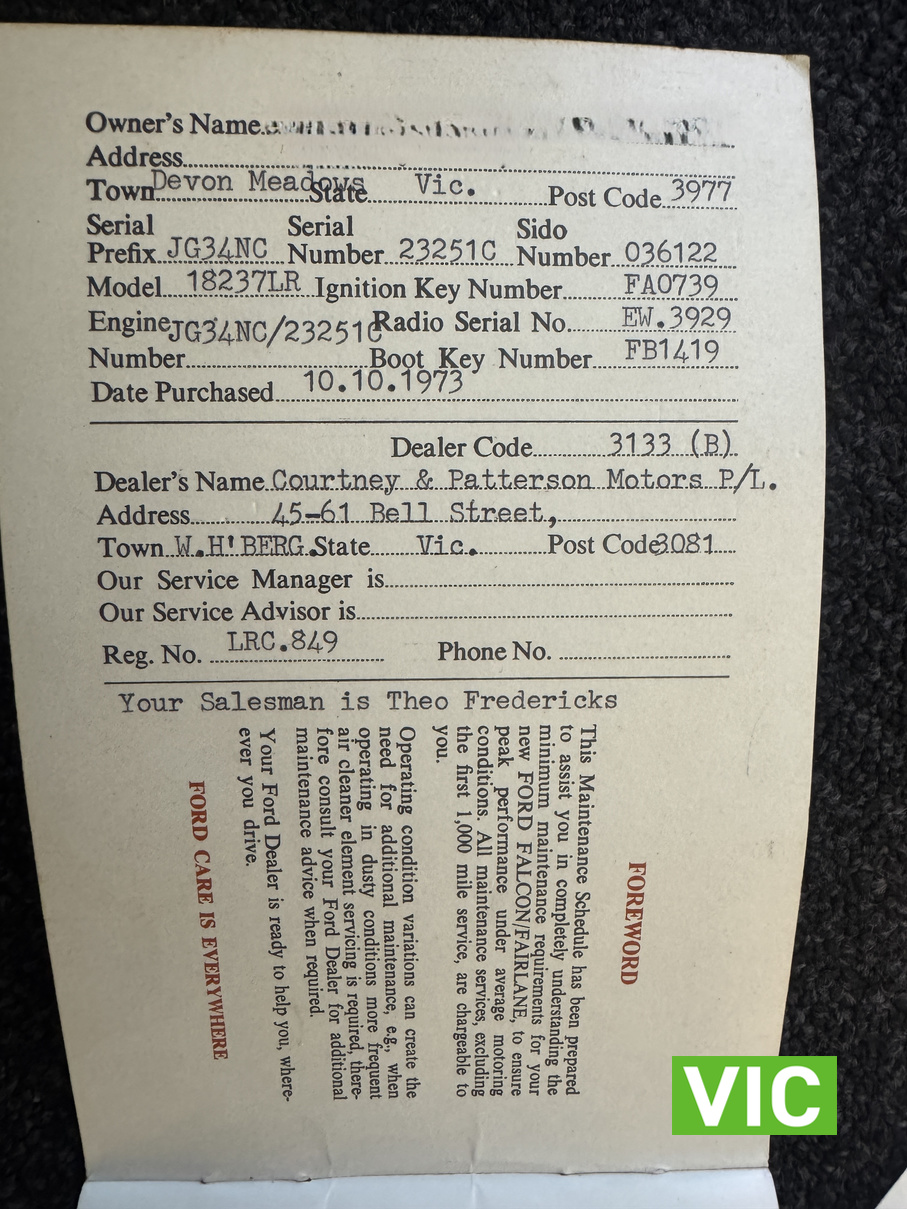 Owner's Name
Address
Town Devon Meadows State Vic. Post Code 3977
Serial Serial Sido
Prefix JG34NC Number 23251C Number 036122
Model 18237LR Ignition Key Number FA0739
Engine JG34NC/23251C Radio Serial No. EW.3929
Number Boot Key Number FB1419
Date Purchased 10.10.1973
Dealer Code 3133 (B)
Dealer's Name Courtney & Patterson Motors P/L.
Address 45-61 Bell Street,
Town W.H'BERG. State Vic. Post Code 3081
Our Service Manager is
Our Service Advisor is
Reg. No. LRC.849 Phone No.
Your Salesman is Theo Fredericks
FOREWORD
This Maintenance Schedule has been prepared
to assist you in completely understanding the
minimum maintenance requirements for your
new FORD FALCON/FAIRLANE, to ensure
peak performance under average motoring
conditions. All maintenance services, excluding
the first 1,000 mile service, are chargeable to
you.
Operating condition variations can create the
need for additional maintenance, e.g., when
operating in dusty conditions more frequent
air cleaner element servicing is required, there-
fore consult your Ford Dealer for additional
maintenance advice when required.
Your Ford Dealer is ready to help you, where-
ever you drive.
FORD CARE IS EVERYWHERE
VIC